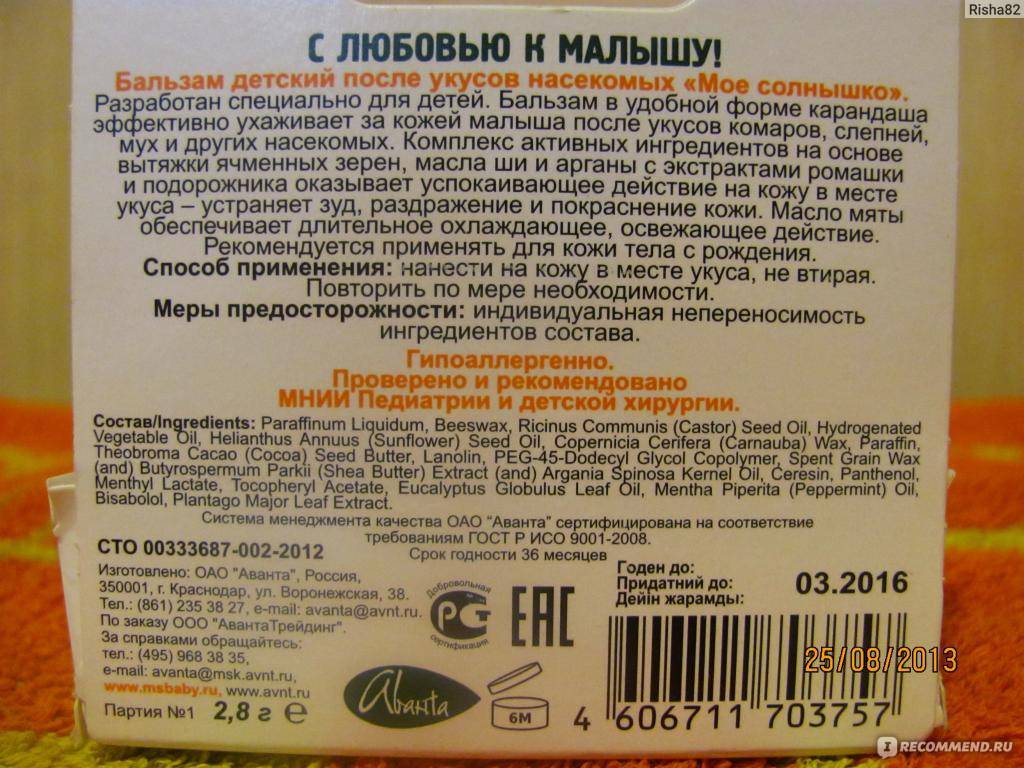 Risha82
С ЛЮБОВЬЮ К МАЛЫШУ!
Бальзам детский после укусов насекомых «Мое солнышко».
Разработан специально для детей. Бальзам в удобной форме карандаша
эффективно ухаживает за кожей малыша после укусов комаров, слепней,
мух и других насекомых. Комплекс активных ингредиентов на основе
вытяжки ячменных зерен, масла ши и арганы с экстрактами ромашки
и подорожника оказывает успокаивающее действие на кожу в месте
укуса – устраняет зуд, раздражение и покраснение кожи. Масло мяты
обеспечивает длительное охлаждающее, освежающее действие.
Рекомендуется применять для кожи тела с рождения.
Способ применения: нанести на кожу в месте укуса, не втирая.
Повторить по мере необходимости.
Меры предосторожности: индивидуальная непереносимость
ингредиентов состава.
Гипоаллергенно.
Проверено и рекомендовано
МНИИ Педиатрии и детской хирургии.
Состав/Ingredients: Paraffinum Liquidum, Beeswax, Ricinus Communis (Castor) Seed Oil, Hydrogenated
Vegetable Oil, Helianthus Annuus (Sunflower) Seed Oil, Copernicia Cerifera (Carnauba) Wax, Paraffin,
Theobroma Cacao (Cocoa) Seed Butter, Lanolin, PEG-45-Dodecyl Glycol Copolymer, Spent Grain Wax
(and) Butyrospermum Parkii (Shea Butter) Extract (and) Argania Spinosa Kernel Oil, Ceresin, Panthenol,
Menthyl Lactate, Tocopheryl Acetate, Eucalyptus Globulus Leaf Oil, Mentha Piperita (Peppermint) Oil,
Bisabolol, Plantago Major Leaf Extract.
Система менеджмента качества ОАО "Аванта" сертифицирована на соответствие
требованиям ГОСТ Р ИСО 9001-2008.
Срок годности 36 месяцев
СТО 00333687-002-2012
Изготовлено: ОАО "Аванта", Россия,
350001, г. Краснодар, ул. Воронежская, 38.
Тел.: (861) 235 38 27, e-mail: avanta@avnt.ru.
По заказу ООО "АвантаТрейдинг".
За справками обращайтесь:
тел.: (495) 968 38 35,
e-mail: avanta@msk.avnt.ru,
www.msbaby.ru, www.avnt.ru.
Партия №1 2,8 г e
Добровольная
РСТ
сертификация
EAC
Avanta
6M
Годен до:
Придатний до:
Дейін жарамды:
03.2016
4 606711 703757
25/08/2013
IRECOMMEND.RU